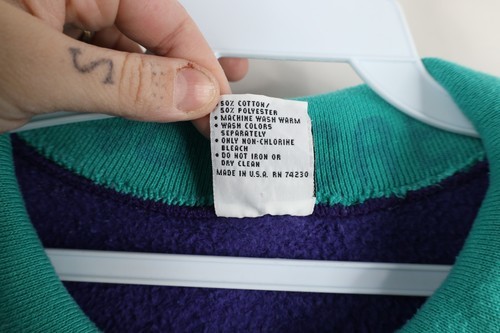 50% COTTON/
50% POLYESTER
• MACHINE WASH WARM
• WASH COLORS
SEPARATELY
• ONLY NON-CHLORINE
BLEACH
• DO NOT IRON OR
DRY CLEAN
MADE IN U.S.A. RN 74230